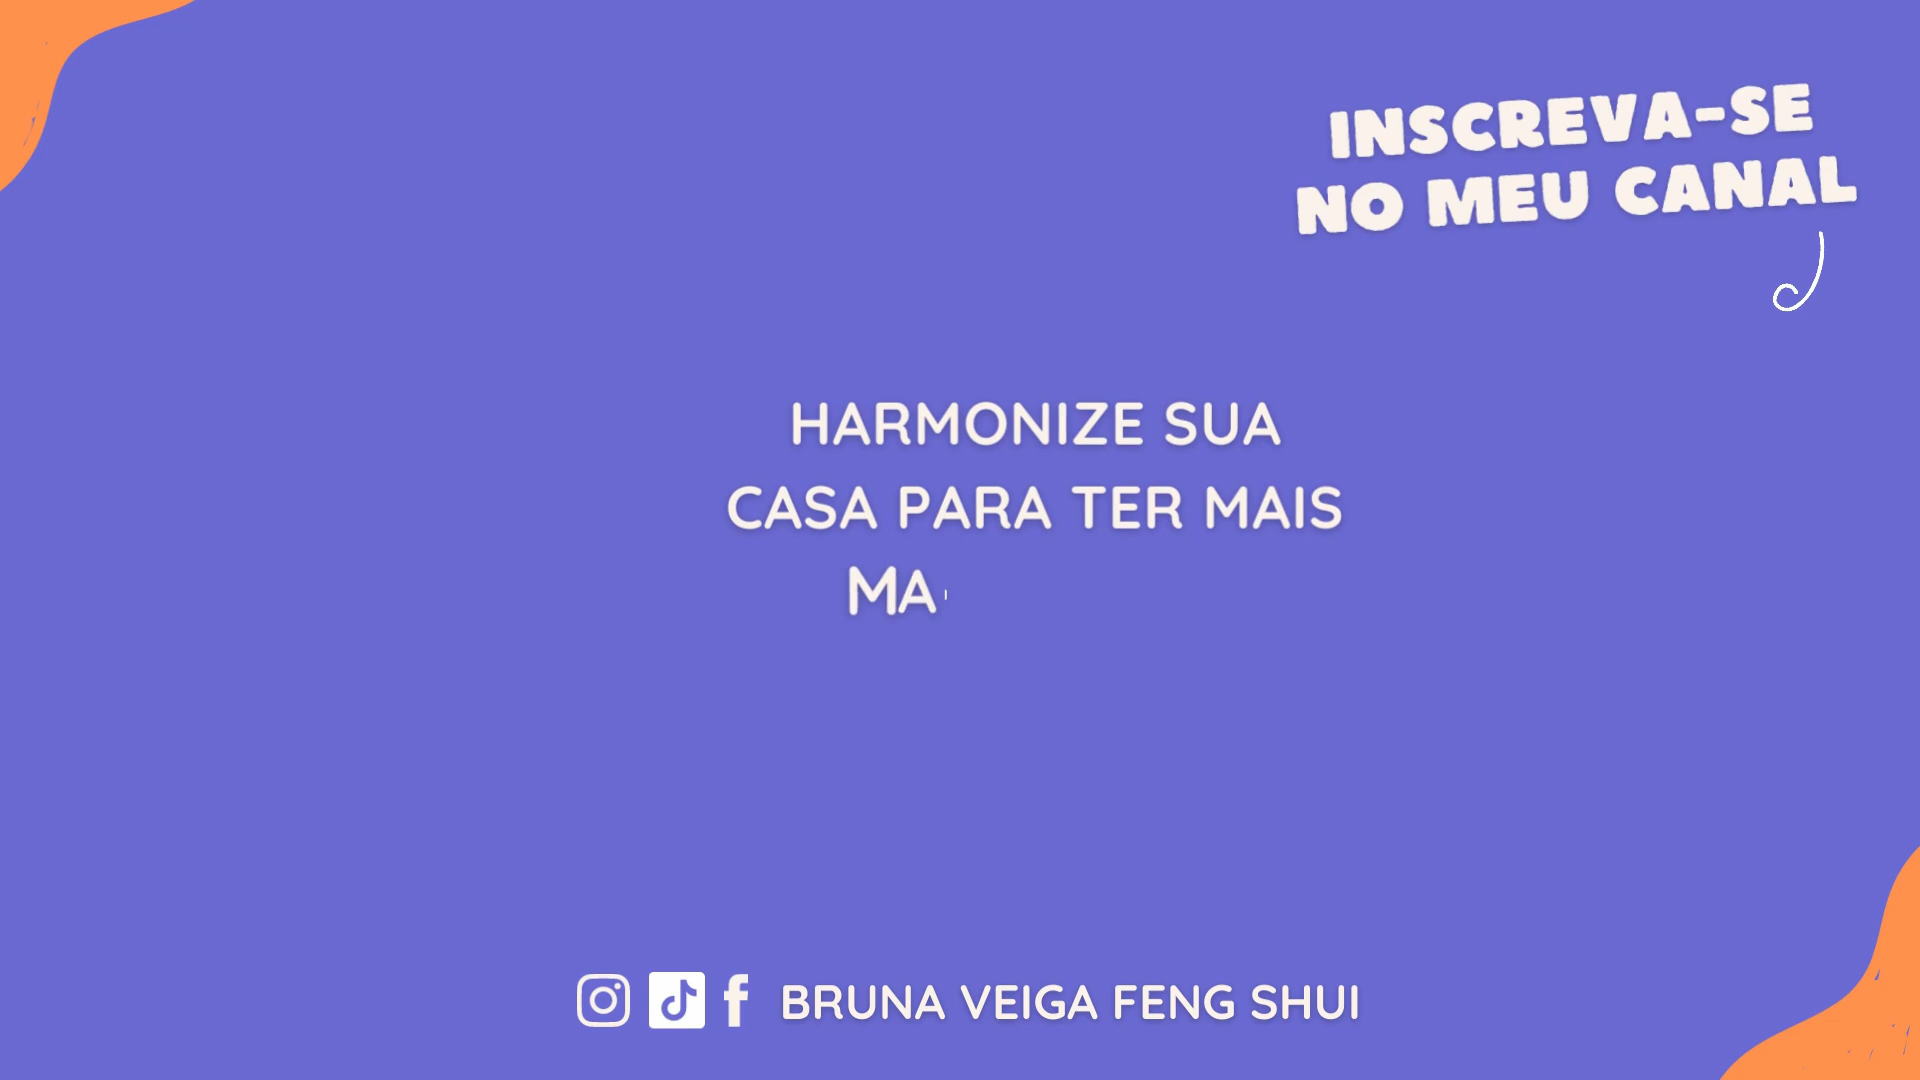 INSCREVA-SE
NO MEU CANAL
HARMONIZE SUA
CASA PARA TER MAIS
MA
BRUNA VEIGA FENG SHUI